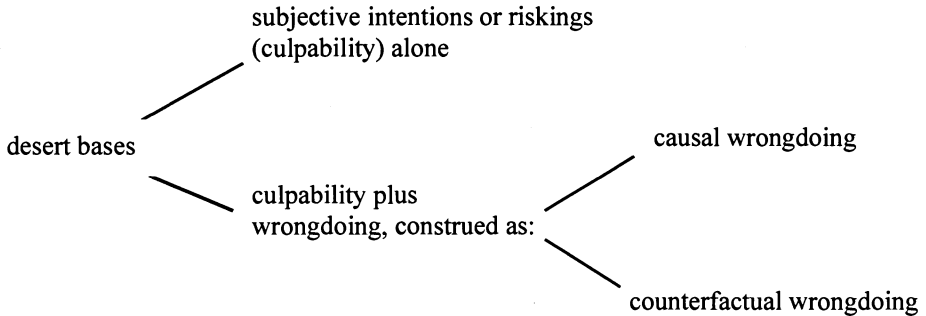 subjective intentions or riskings
(culpability) alone
desert bases
causal wrongdoing
culpability plus
wrongdoing, construed as:
counterfactual wrongdoing